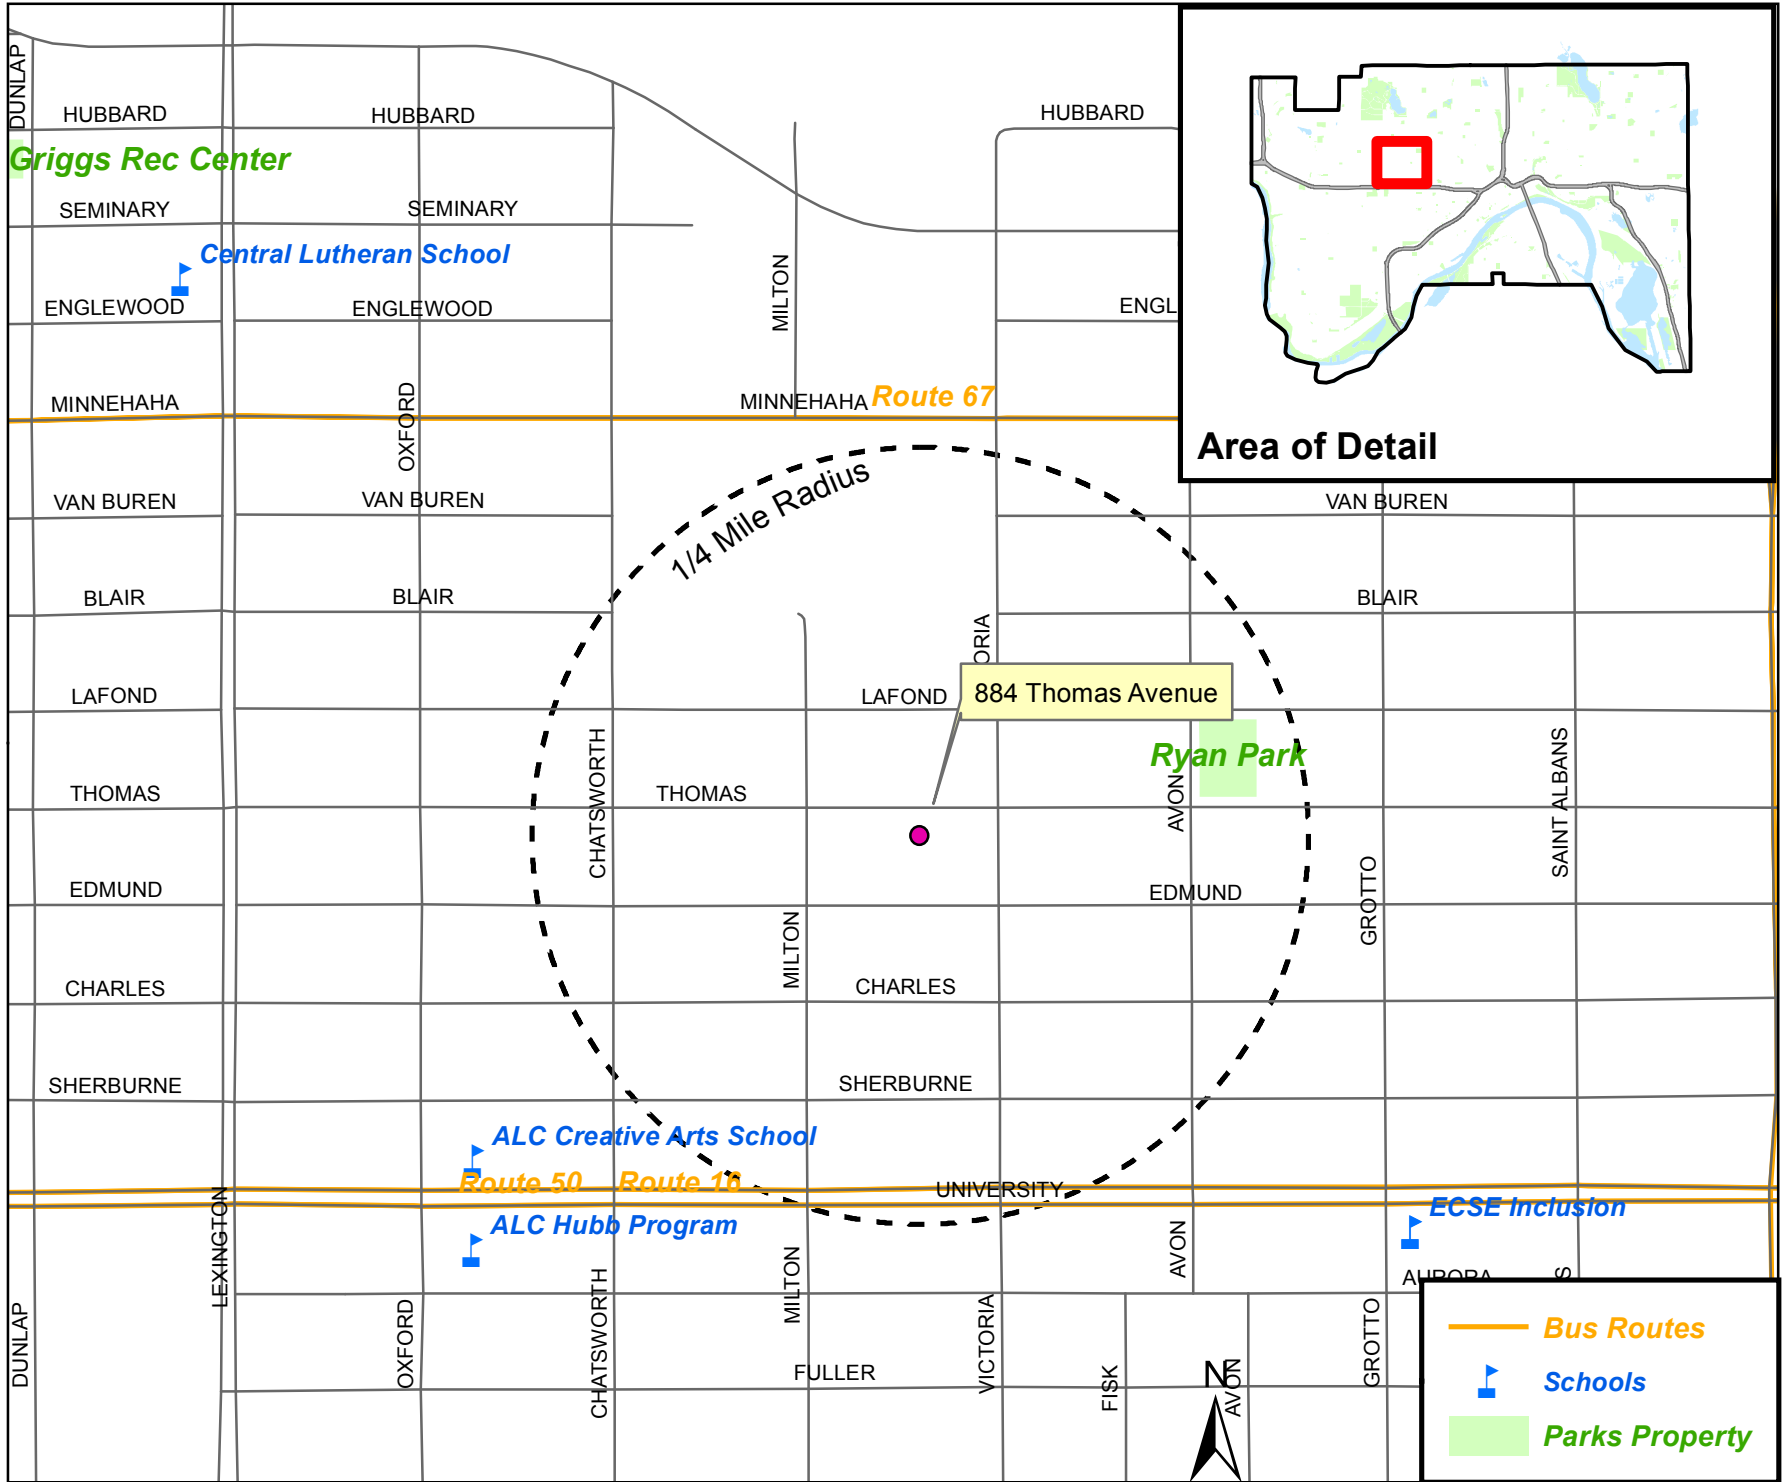 DUNLAP
HUBBARD
HUBBARD
HUBBARD
Griggs Rec Center
SEMINARY
SEMINARY
Central Lutheran School
ENGLEWOOD
ENGLEWOOD
MILTON
ENGL
Area of Detail
MINNEHAHA
OXFORD
MINNEHAHA
Route 67
1/4 Mile Radius
VAN BUREN
VAN BUREN
VAN BUREN
BLAIR
BLAIR
BLAIR
ORIA
LAFOND
LAFOND
884 Thomas Avenue
CHATSWORTH
Ryan Park
SAINT ALBANS
THOMAS
THOMAS
AVON
EDMUND
EDMUND
GROTTO
MILTON
CHARLES
CHARLES
SHERBURNE
SHERBURNE
ALC Creative Arts School
Route 50
Route 16
UNIVERSITY
LEXINGTON
ALC Hubb Program
ECSE Inclusion
AVON
MILTON
AURORA
S
DUNLAP
OXFORD
CHATSWORTH
VICTORIA
GROTTO
FULLER
FISK
N
AVON
Bus Routes
Schools
Parks Property